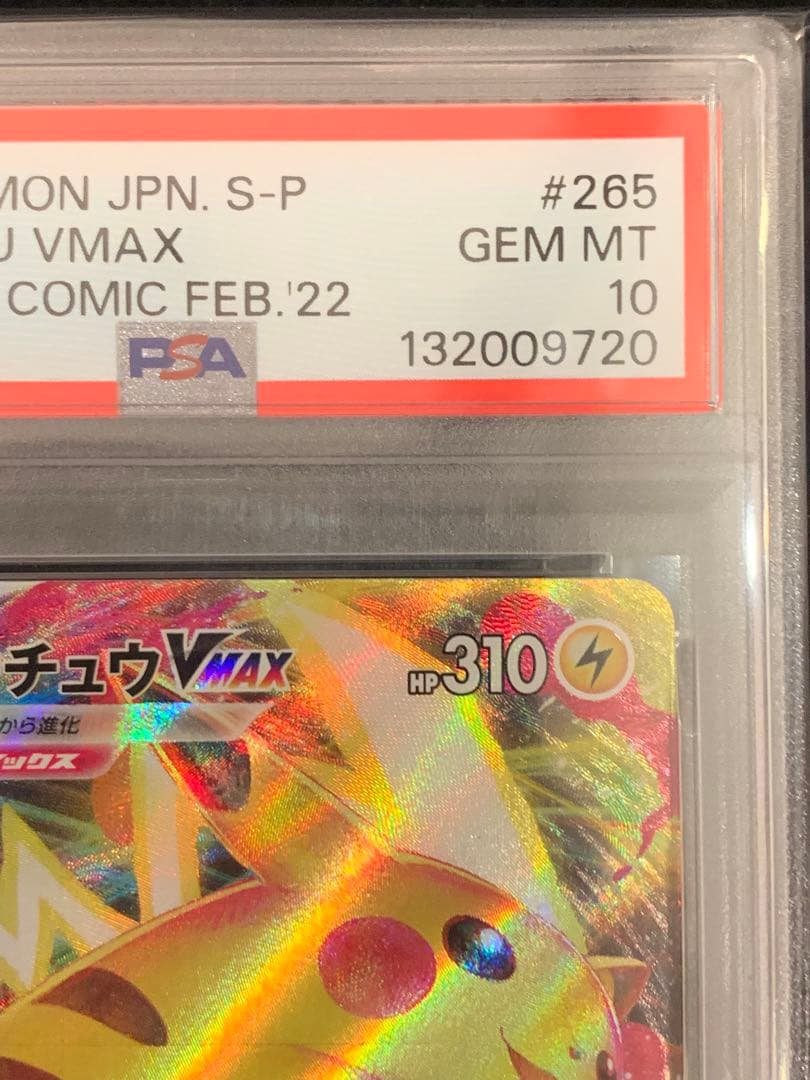 MON JPN. S-P #265
U VMAX GEM MT
COMIC FEB.'22 10
PSA 132009720
チュウVMAX HP310
から進化
ックス